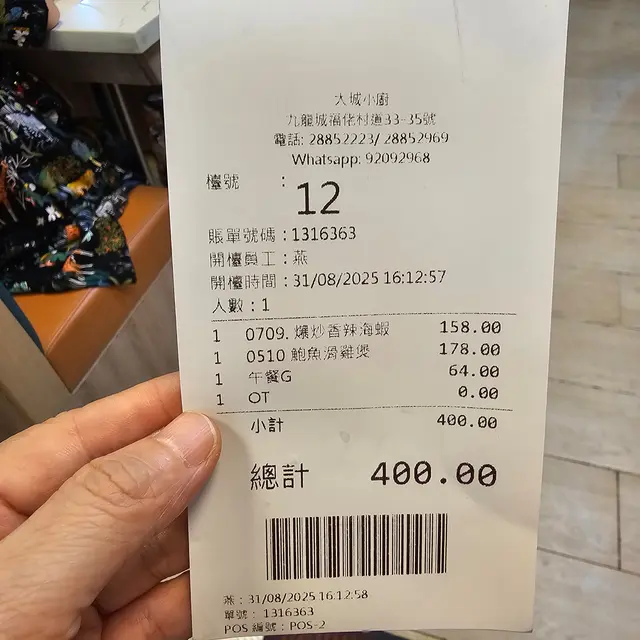 大城小廚
九龍城福佬村道33-35號
電話: 28852223/ 28852969
Whatsapp: 92092968
檯號 :
12
賬單號碼 : 1316363
開檯員工 : 燕
開檯時間 : 31/08/2025 16:12:57
人數 : 1
1 0709. 爆炒香辣海蝦 158.00
1 0510 鮑魚滑雞煲 178.00
1 午餐G 64.00
1 OT 0.00
小計 400.00
總計 400.00
燕 : 31/08/2025 16:12:58
單號 : 1316363
POS 編號 : POS-2